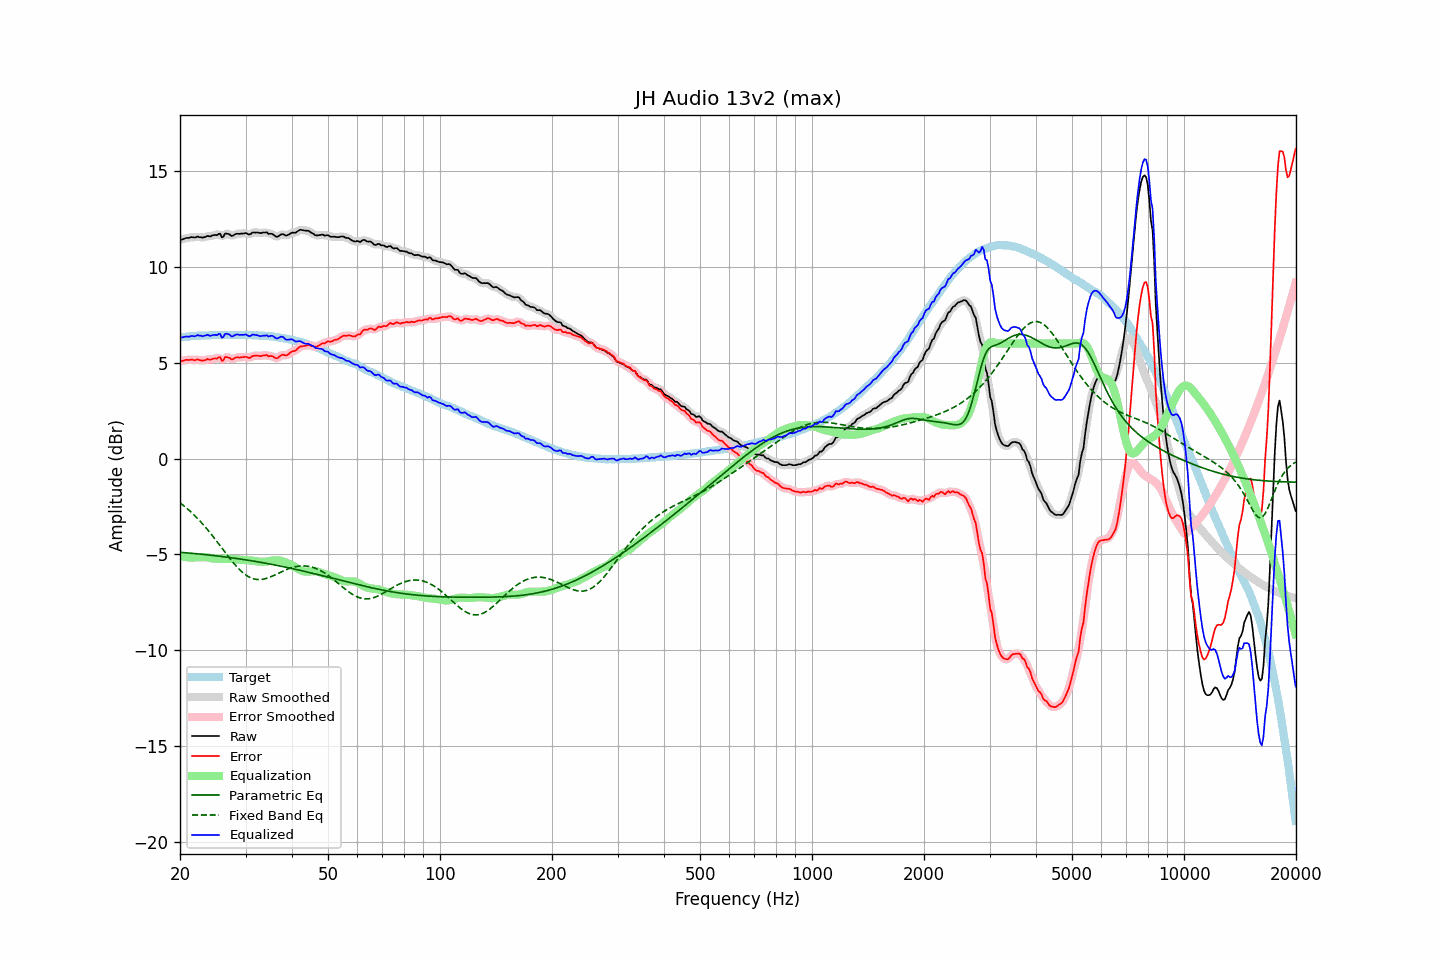 JH Audio 13v2 (max)
Amplitude (dBr)
15
10
5
0
−5
−10
−15
−20
Target
Raw Smoothed
Error Smoothed
Raw
Error
Equalization
Parametric Eq
Fixed Band Eq
Equalized
20 50 100 200 500 1000 2000 5000 10000 20000
Frequency (Hz)